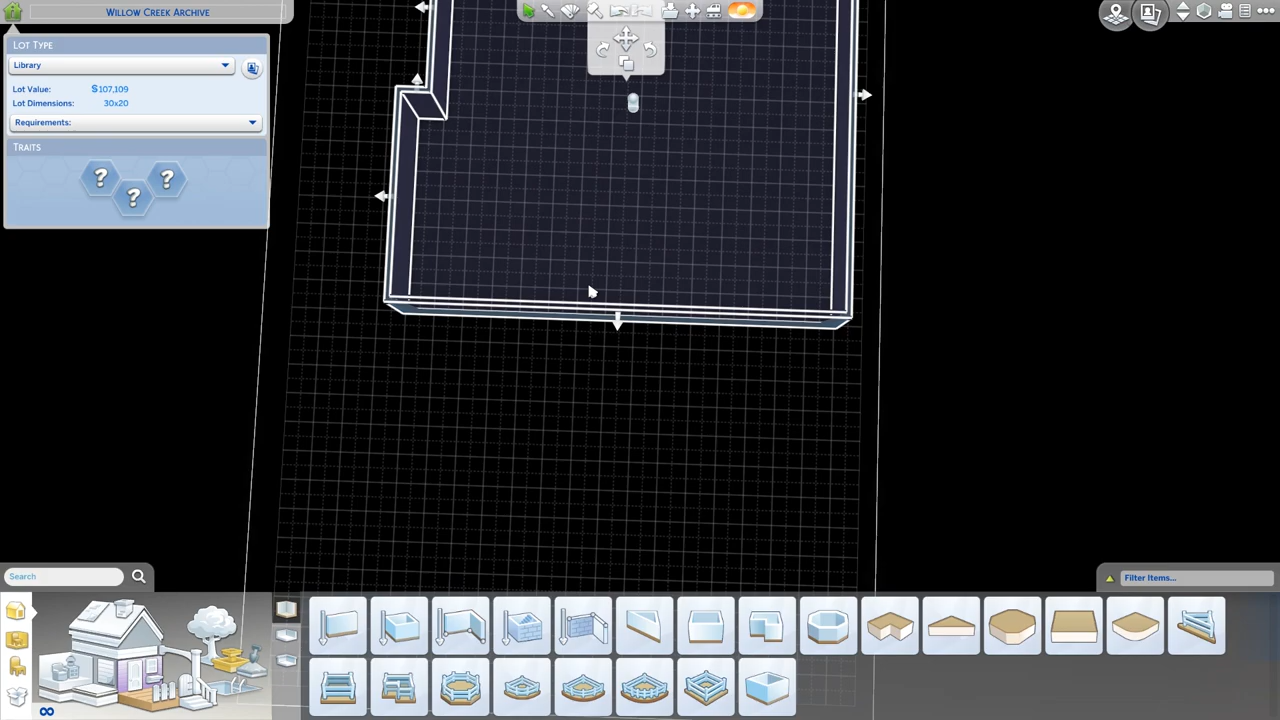 WILLOW CREEK ARCHIVE
LOT TYPE
Library
Lot Value: $107,109
Lot Dimensions: 30x20
Requirements:
TRAITS
? ? ?
Search
Filter Items...